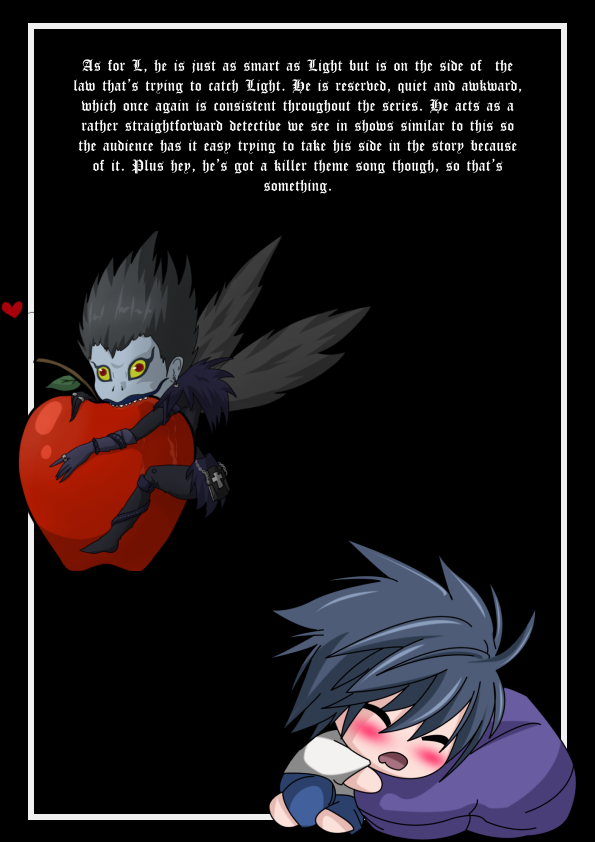 As for L, he is just as smart as Light but is on the side of the
law that's trying to catch Light. He is reserved, quiet and awkward,
which once again is consistent throughout the series. He acts as a
rather straightforward detective we see in shows similar to this so
the audience has it easy trying to take his side in the story because
of it. Plus hey, he's got a killer theme song though, so that's
something.